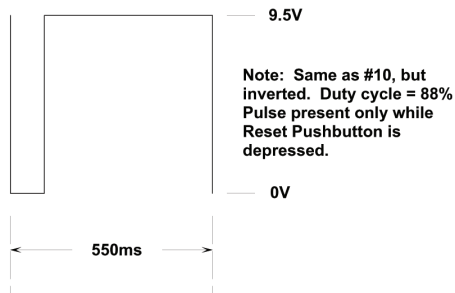 9.5V
Note: Same as #10, but
inverted. Duty cycle = 88%
Pulse present only while
Reset Pushbutton is
depressed.
0V
550ms